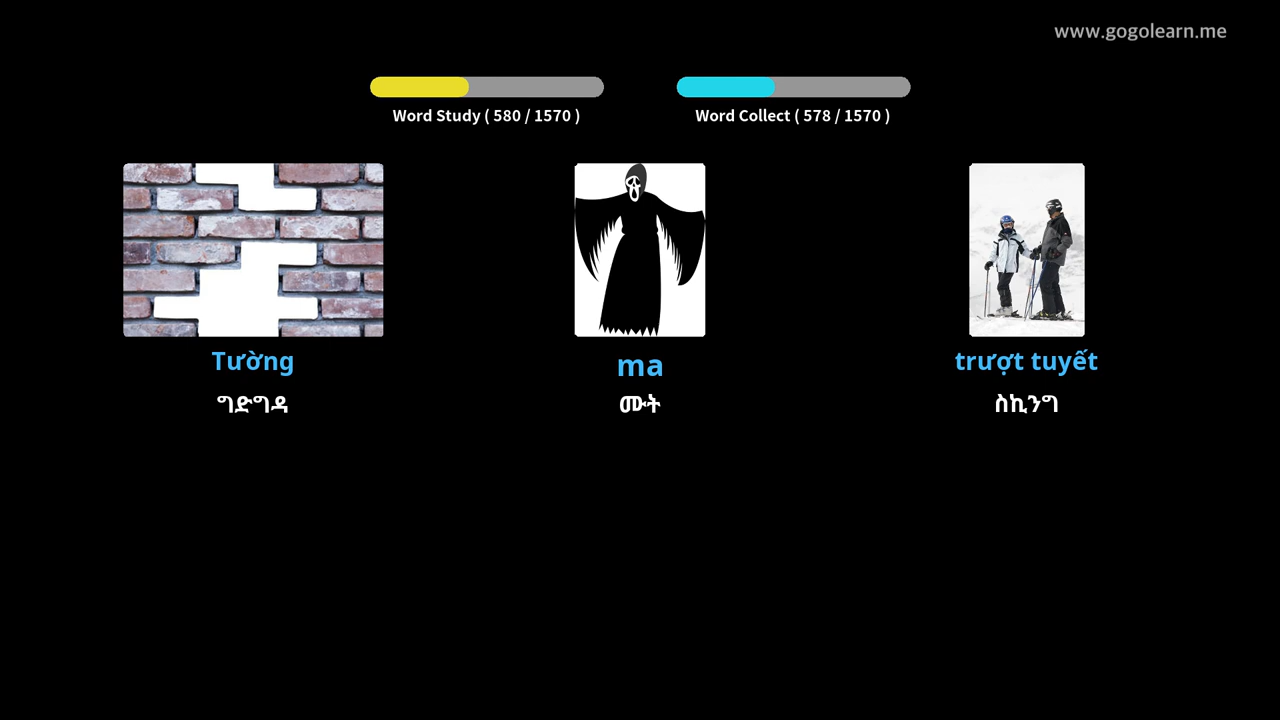 www.gogolearn.me
Word Study ( 580 / 1570 )
Word Collect ( 578 / 1570 )
Tường
ma
trượt tuyết
ግድግዳ
ሙት
ስኪንግ